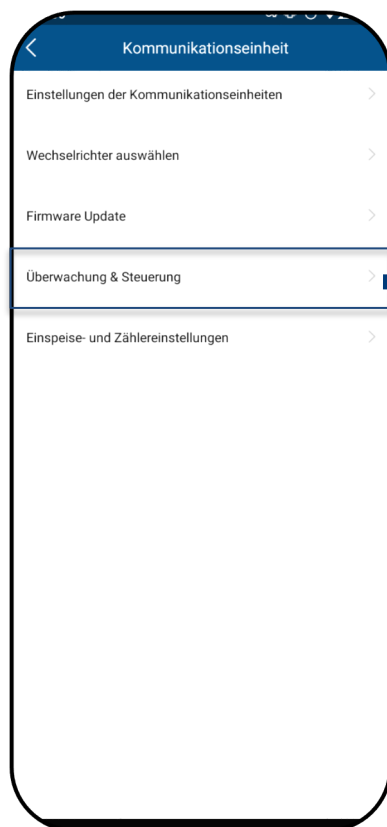 Kommunikationseinheit
Einstellungen der Kommunikationseinheiten
Wechselrichter auswählen
Firmware Update
Überwachung & Steuerung
Einspeise- und Zählereinstellungen